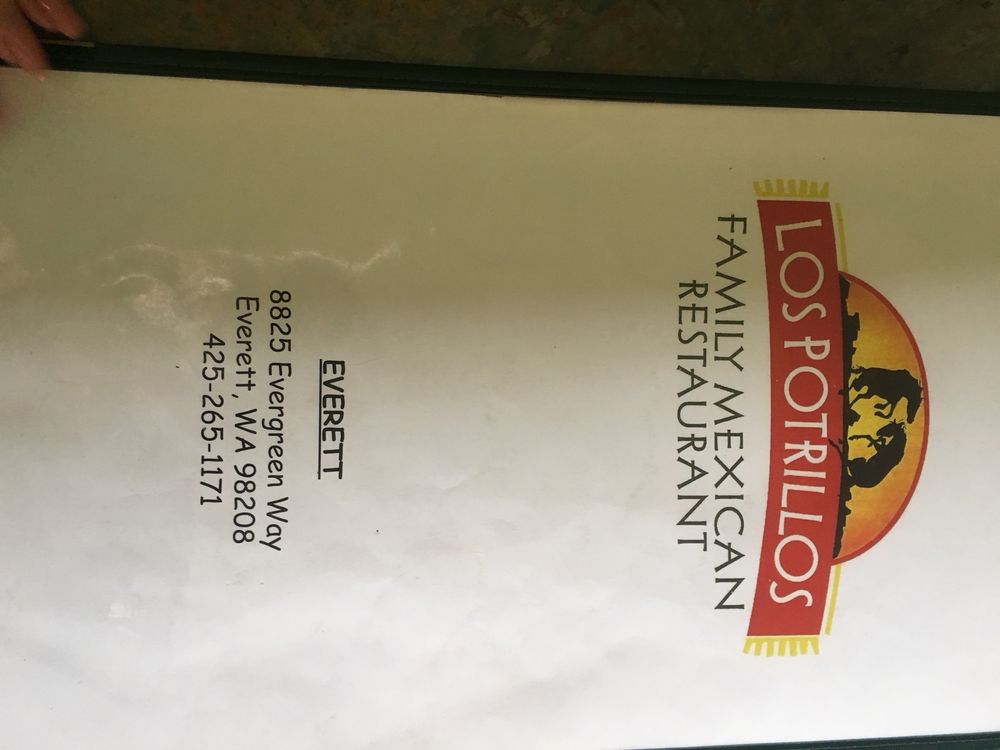 LOS POTRILLOS
FAMILY MEXICAN
RESTAURANT
EVERETT
8825 Evergreen Way
Everett, WA 98208
425-265-1171